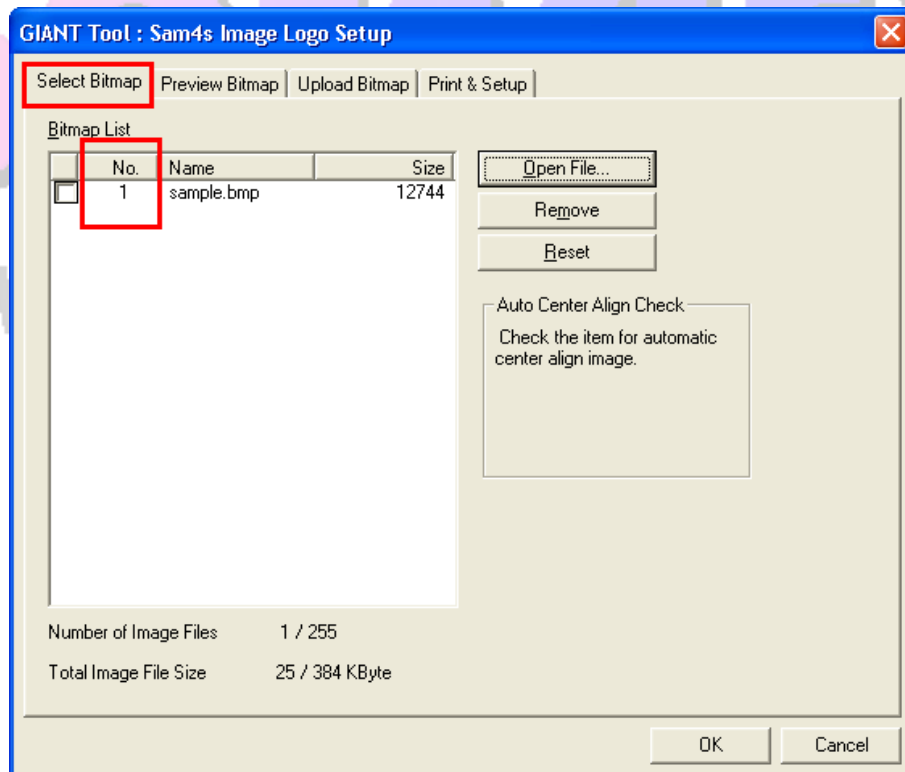 GIANT Tool : Sam4s Image Logo Setup
Select Bitmap Preview Bitmap Upload Bitmap Print & Setup
Bitmap List
No. Name Size
1 sample.bmp 12744
Open File...
Remove
Reset
Auto Center Align Check
Check the item for automatic
center align image.
Number of Image Files 1 / 255
Total Image File Size 25 / 384 KByte
OK Cancel